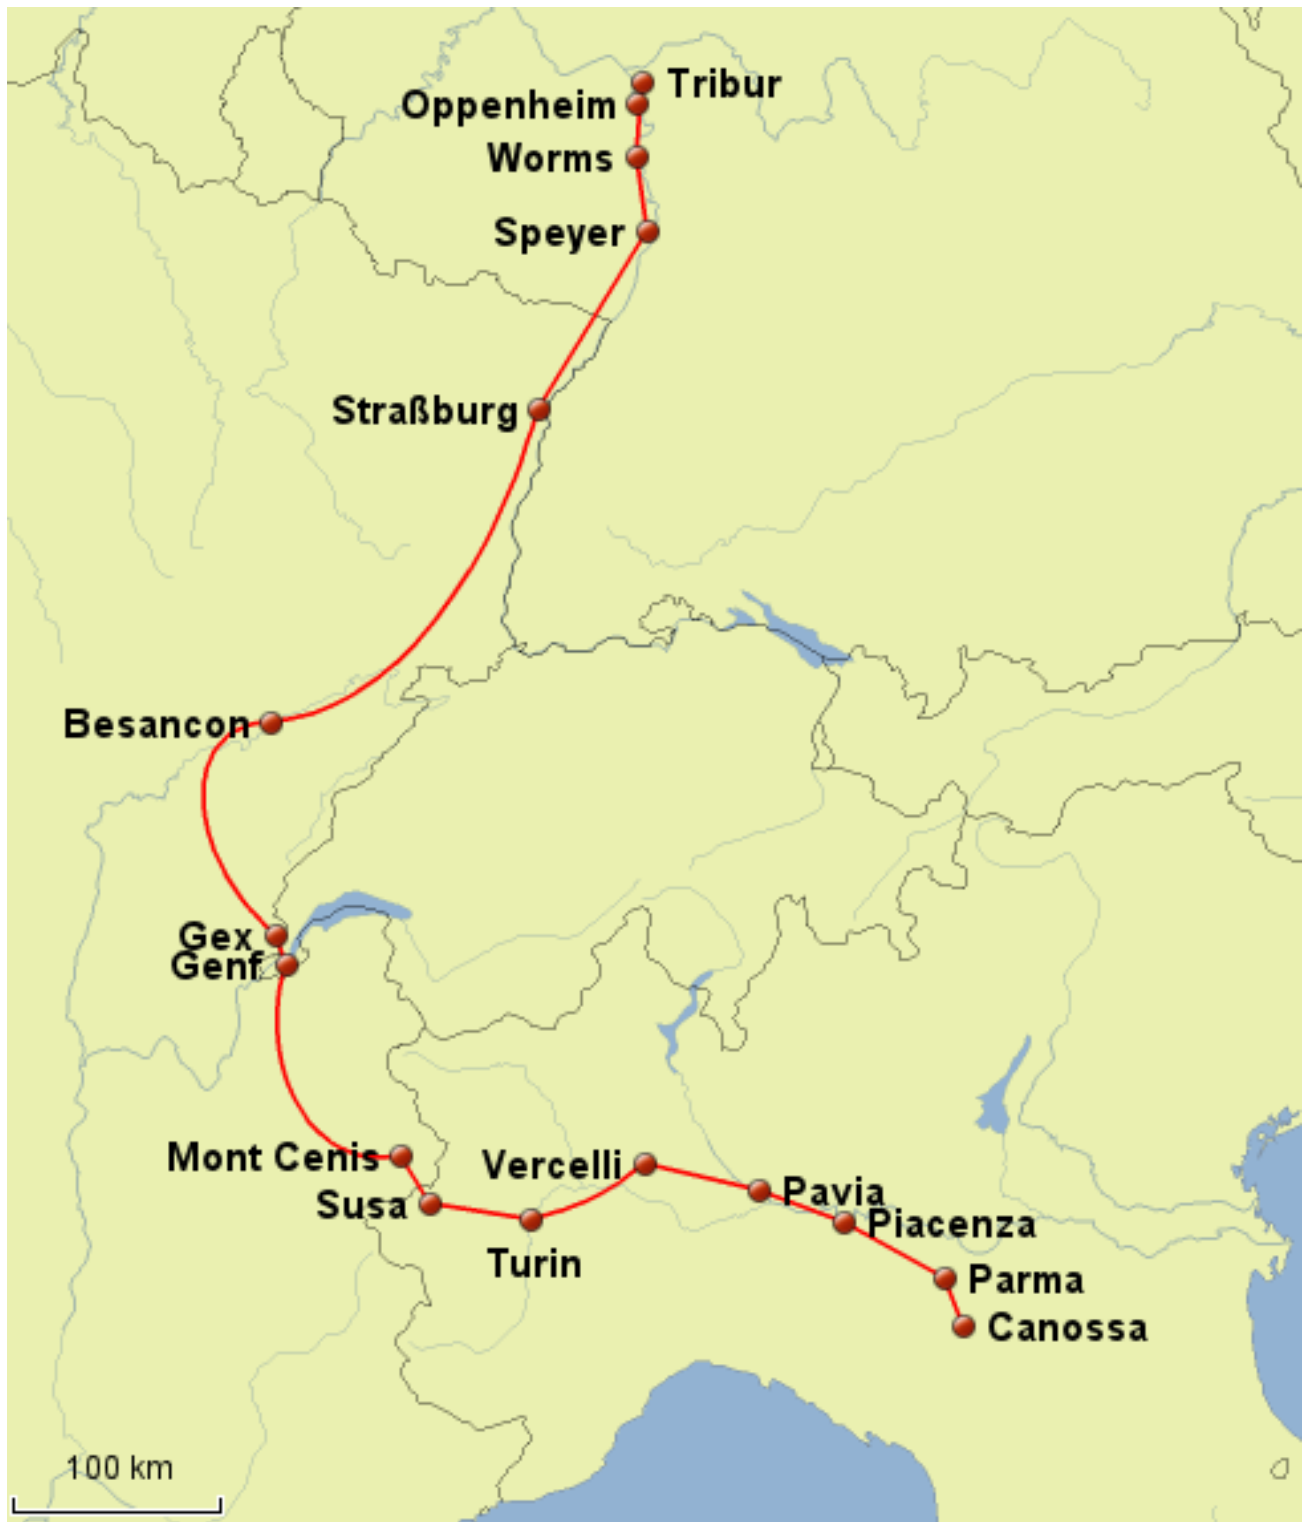 Tribur
Oppenheim
Worms
Speyer
Straßburg
Besancon
Gex
Genf
Mont Cenis
Vercelli
Susa
Pavia
Piacenza
Turin
Parma
Canossa
100 km